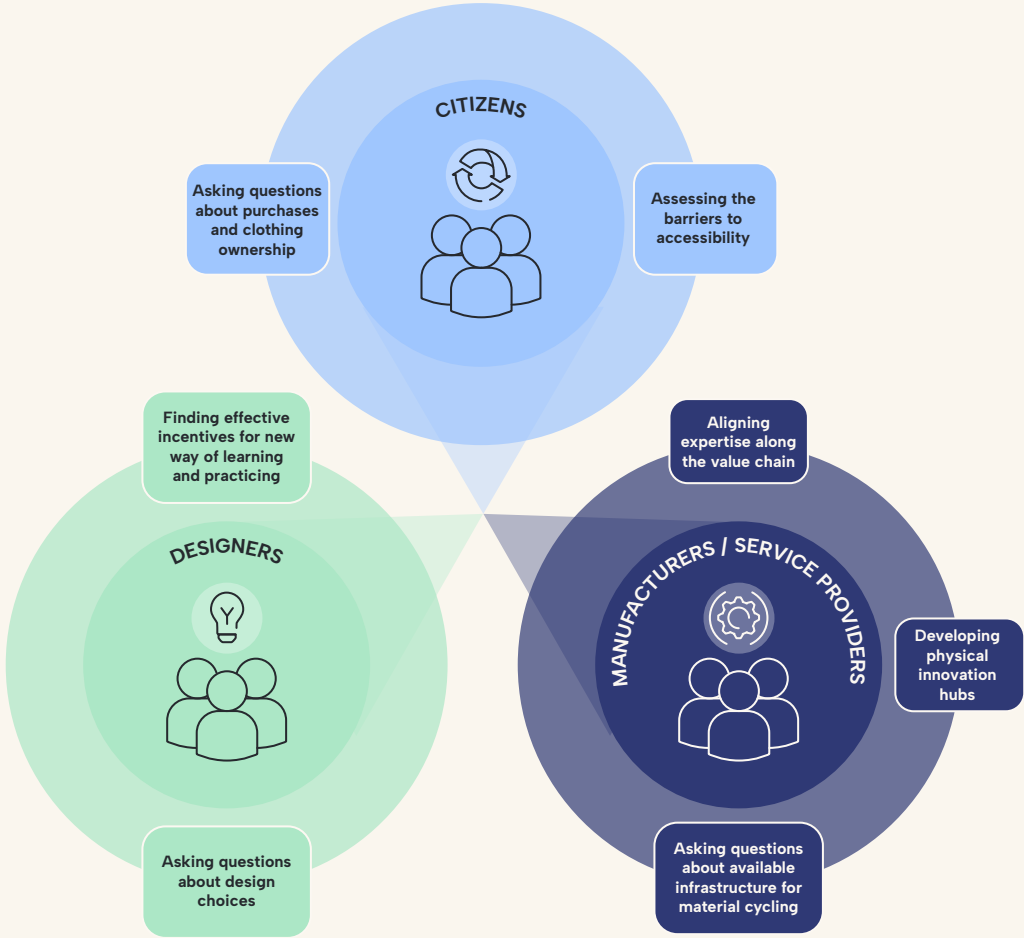 CITIZENS
Asking questions
about purchases
and clothing
ownership
Assessing the
barriers to
accessibility
Finding effective
incentives for new
way of learning
and practicing
DESIGNERS
Asking questions
about design
choices
Aligning
expertise along
the value chain
MANUFACTURERS / SERVICE PROVIDERS
Developing
physical
innovation
hubs
Asking questions
about available
infrastructure for
material cycling